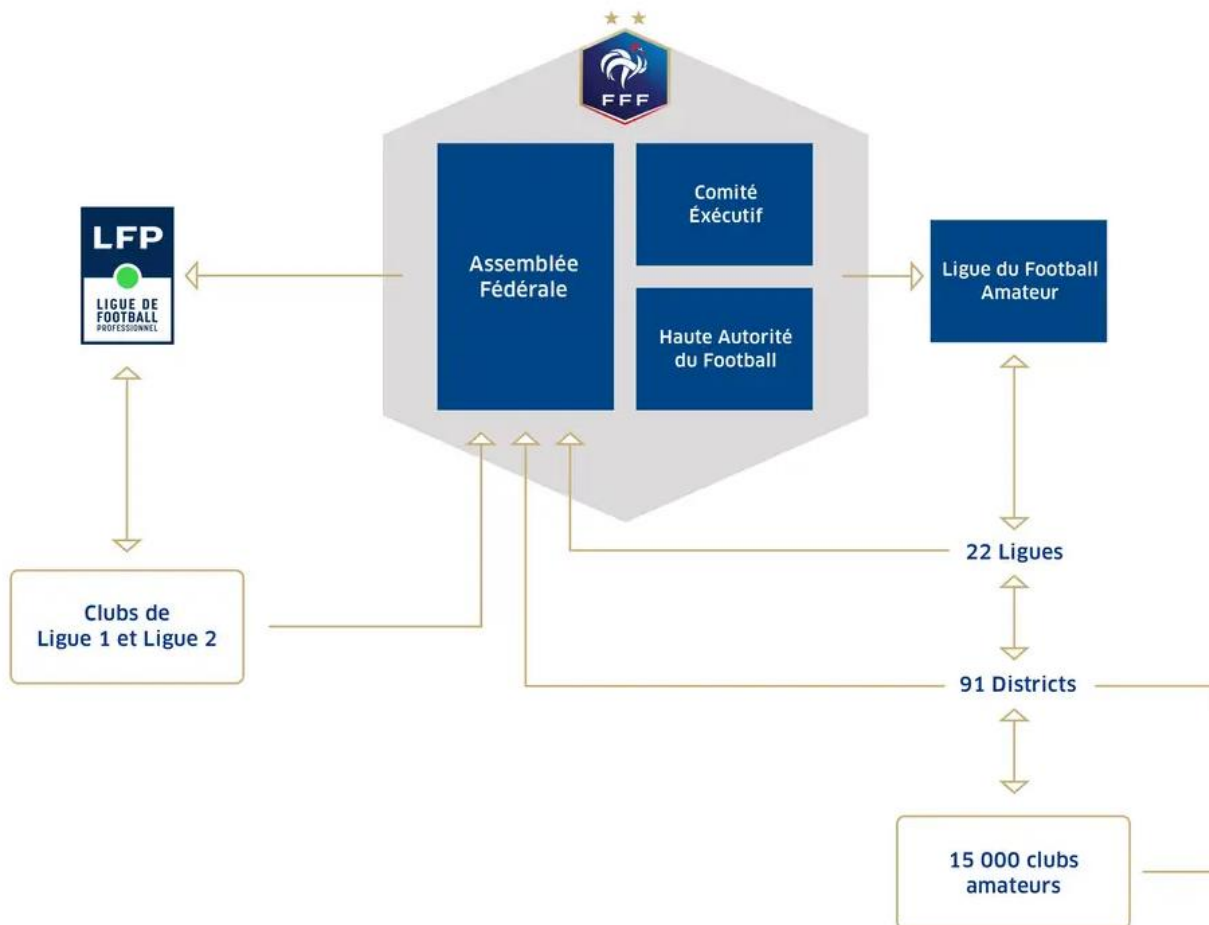 FFF
Assemblée
Fédérale
Comité
Éxécutif
Haute Autorité
du Football
LFP
LIGUE DE
FOOTBALL
PROFESSIONNEL
Ligue du Football
Amateur
22 Ligues
Clubs de
Ligue 1 et Ligue 2
91 Districts
15 000 clubs
amateurs